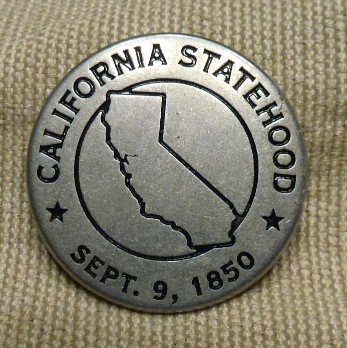 CALIFORNIA STATEHOOD
SEPT. 9, 1850